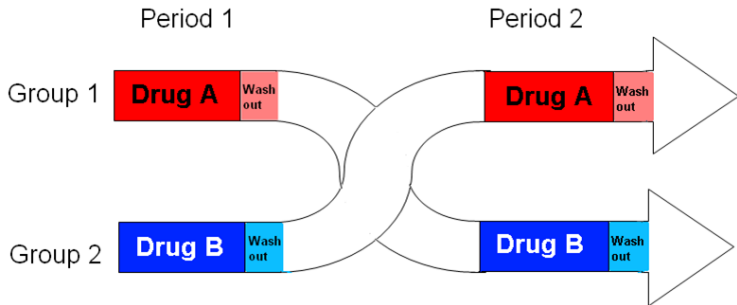 Period 1 Period 2
Group 1 Drug A Wash out Drug A Wash out
Group 2 Drug B Wash out Drug B Wash out